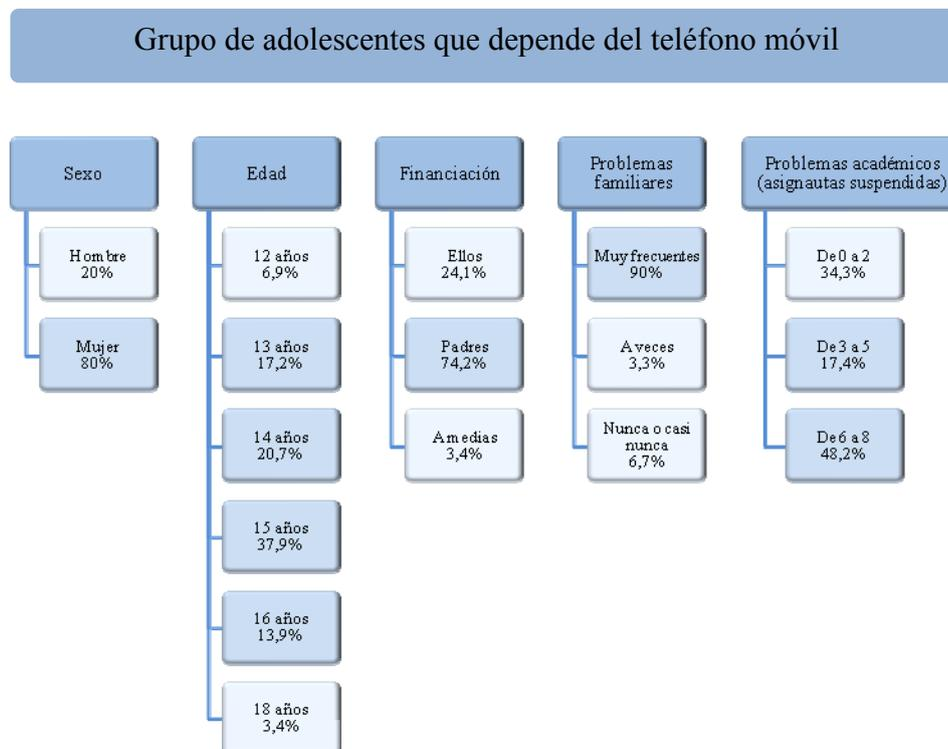 Grupo de adolescentes que depende del teléfono móvil
Sexo
Hombre
20%
Mujer
80%
Edad
12 años
6,9%
13 años
17,2%
14 años
20,7%
15 años
37,9%
16 años
13,9%
18 años
3,4%
Financiación
Ellos
24,1%
Padres
74,2%
A medias
3,4%
Problemas
familiares
Muy frecuentes
90%
A veces
3,3%
Nunca o casi
nunca
6,7%
Problemas académicos
(asignautas suspendidas)
De 0 a 2
34,3%
De 3 a 5
17,4%
De 6 a 8
48,2%